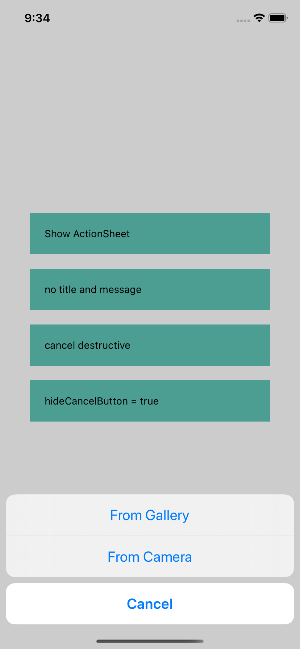 9:34
Show ActionSheet
no title and message
cancel destructive
hideCancelButton = true
From Gallery
From Camera
Cancel